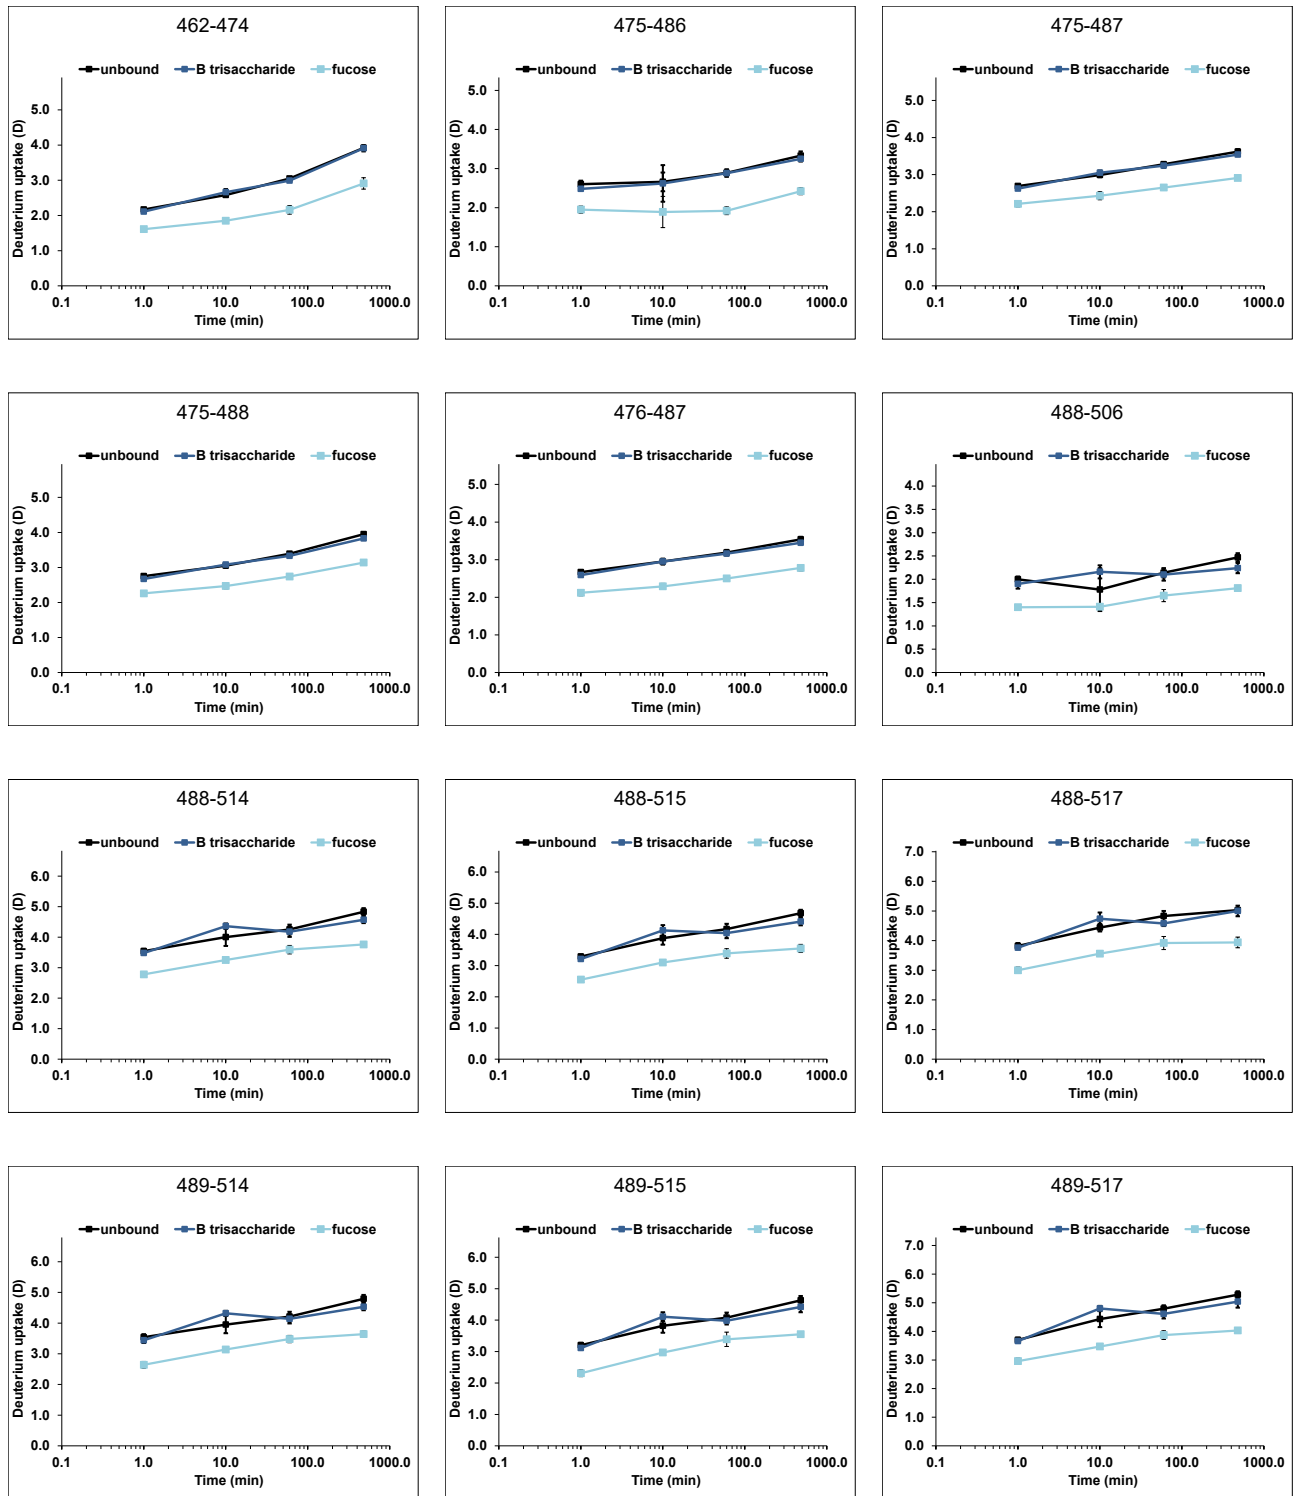 462-474
unbound B trisaccharide fucose
Deuterium uptake (D)
5.0
4.0
3.0
2.0
1.0
0.0
0.1 1.0 10.0 100.0 1000.0
Time (min)
475-486
unbound B trisaccharide fucose
Deuterium uptake (D)
5.0
4.0
3.0
2.0
1.0
0.0
0.1 1.0 10.0 100.0 1000.0
Time (min)
475-487
unbound B trisaccharide fucose
Deuterium uptake (D)
5.0
4.0
3.0
2.0
1.0
0.0
0.1 1.0 10.0 100.0 1000.0
Time (min)
475-488
unbound B trisaccharide fucose
Deuterium uptake (D)
5.0
4.0
3.0
2.0
1.0
0.0
0.1 1.0 10.0 100.0 1000.0
Time (min)
476-487
unbound B trisaccharide fucose
Deuterium uptake (D)
5.0
4.0
3.0
2.0
1.0
0.0
0.1 1.0 10.0 100.0 1000.0
Time (min)
488-506
unbound B trisaccharide fucose
Deuterium uptake (D)
4.0
3.5
3.0
2.5
2.0
1.5
1.0
0.5
0.0
0.1 1.0 10.0 100.0 1000.0
Time (min)
488-514
unbound B trisaccharide fucose
Deuterium uptake (D)
6.0
5.0
4.0
3.0
2.0
1.0
0.0
0.1 1.0 10.0 100.0 1000.0
Time (min)
488-515
unbound B trisaccharide fucose
Deuterium uptake (D)
6.0
5.0
4.0
3.0
2.0
1.0
0.0
0.1 1.0 10.0 100.0 1000.0
Time (min)
488-517
unbound B trisaccharide fucose
Deuterium uptake (D)
7.0
6.0
5.0
4.0
3.0
2.0
1.0
0.0
0.1 1.0 10.0 100.0 1000.0
Time (min)
489-514
unbound B trisaccharide fucose
Deuterium uptake (D)
6.0
5.0
4.0
3.0
2.0
1.0
0.0
0.1 1.0 10.0 100.0 1000.0
Time (min)
489-515
unbound B trisaccharide fucose
Deuterium uptake (D)
6.0
5.0
4.0
3.0
2.0
1.0
0.0
0.1 1.0 10.0 100.0 1000.0
Time (min)
489-517
unbound B trisaccharide fucose
Deuterium uptake (D)
7.0
6.0
5.0
4.0
3.0
2.0
1.0
0.0
0.1 1.0 10.0 100.0 1000.0
Time (min)